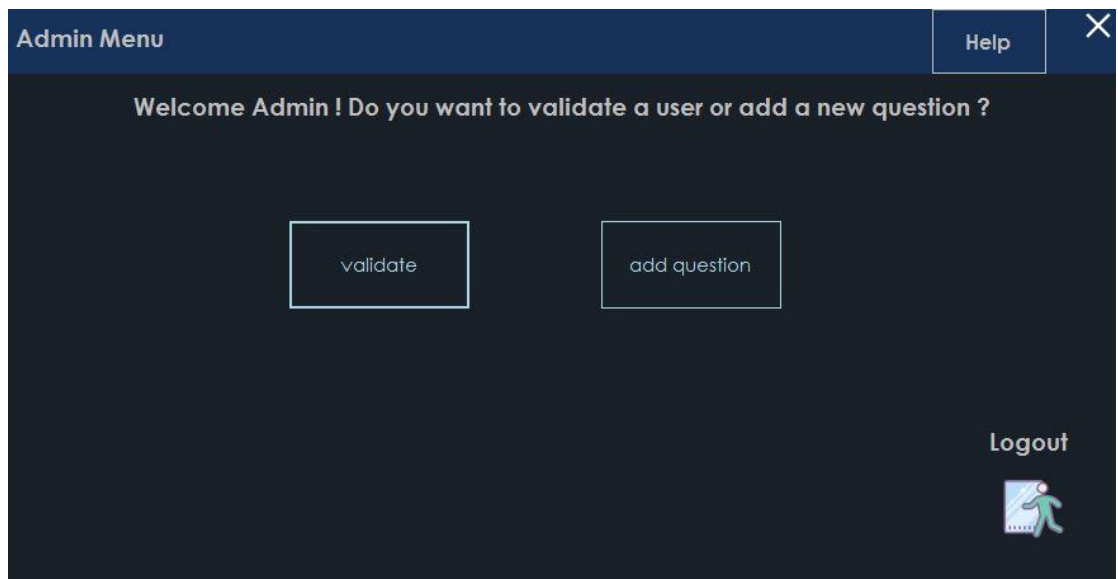 Admin Menu
Help
Welcome Admin ! Do you want to validate a user or add a new question ?
validate
add question
Logout